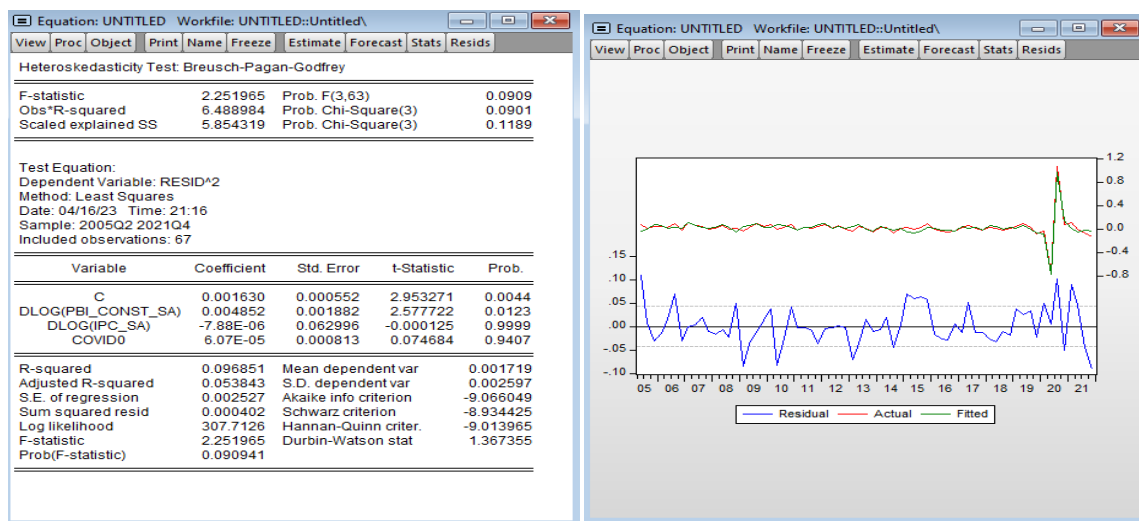 Equation: UNTITLED Workfile: UNTITLED::Untitled\
View Proc Object Print Name Freeze Estimate Forecast Stats Resids
Heteroskedasticity Test: Breusch-Pagan-Godfrey
F-statistic 2.251965 Prob. F(3,63) 0.0909
Obs*R-squared 6.488984 Prob. Chi-Square(3) 0.0901
Scaled explained SS 5.854319 Prob. Chi-Square(3) 0.1189
Test Equation:
Dependent Variable: RESID^2
Method: Least Squares
Date: 04/16/23 Time: 21:16
Sample: 2005Q2 2021Q4
Included observations: 67
Variable Coefficient Std. Error t-Statistic Prob.
C 0.001630 0.000552 2.953271 0.0044
DLOG(PBI_CONST_SA) 0.004852 0.001882 2.577722 0.0123
DLOG(IPC_SA) -7.88E-06 0.062996 -0.000125 0.9999
COVID0 6.07E-05 0.000813 0.074684 0.9407
R-squared 0.096851 Mean dependent var 0.001719
Adjusted R-squared 0.053843 S.D. dependent var 0.002597
S.E. of regression 0.002527 Akaike info criterion -9.066049
Sum squared resid 0.000402 Schwarz criterion -8.934425
Log likelihood 307.7126 Hannan-Quinn criter. -9.013965
F-statistic 2.251965 Durbin-Watson stat 1.367355
Prob(F-statistic) 0.090941
Equation: UNTITLED Workfile: UNTITLED::Untitled\
View Proc Object Print Name Freeze Estimate Forecast Stats Resids
1.2
0.8
0.4
0.0
-0.4
-0.8
.15
.10
.05
.00
-.05
-.10
05 06 07 08 09 10 11 12 13 14 15 16 17 18 19 20 21
Residual Actual Fitted